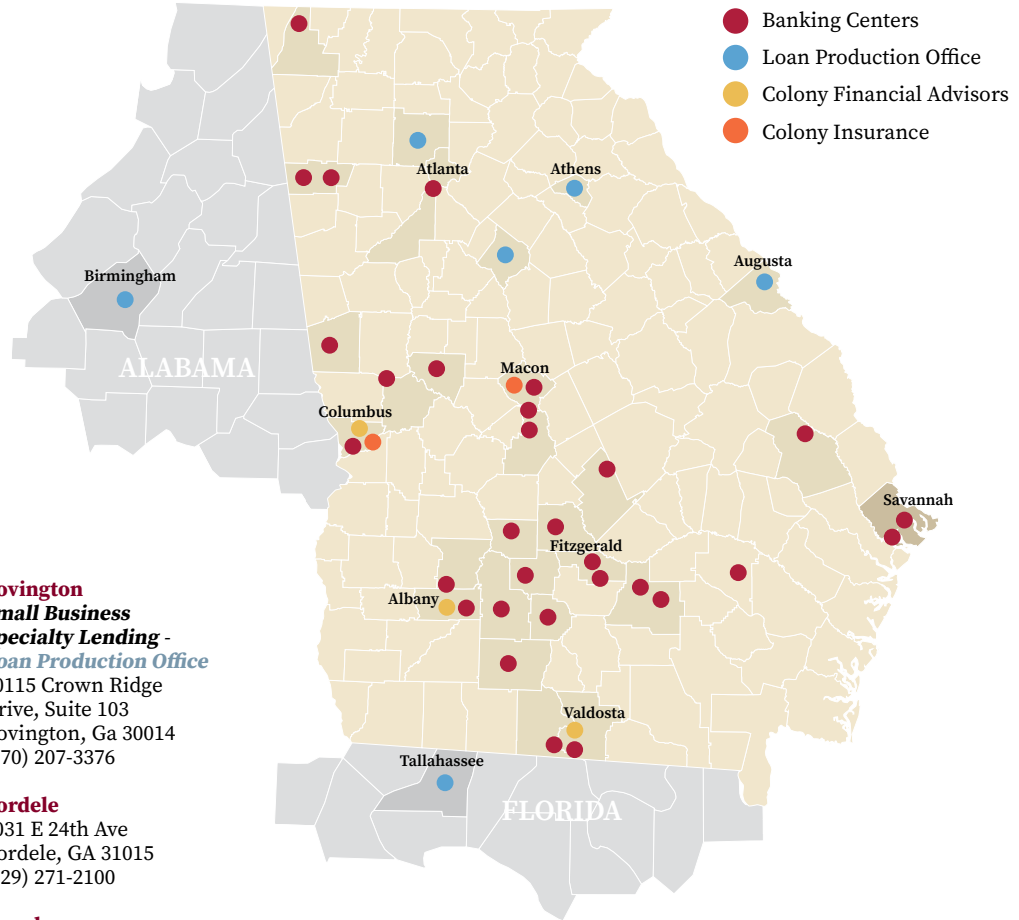 Banking Centers
Loan Production Office
Colony Financial Advisors
Colony Insurance
Atlanta
Athens
Augusta
Birmingham
ALABAMA
Macon
Columbus
Savannah
Fitzgerald
Albany
Valdosta
Tallahassee
FLORIDA
ovington
mall Business
pecialty Lending -
oan Production Office
0115 Crown Ridge
rive, Suite 103
ovington, Ga 30014
70) 207-3376
ordele
031 E 24th Ave
ordele, GA 31015
29) 271-2100